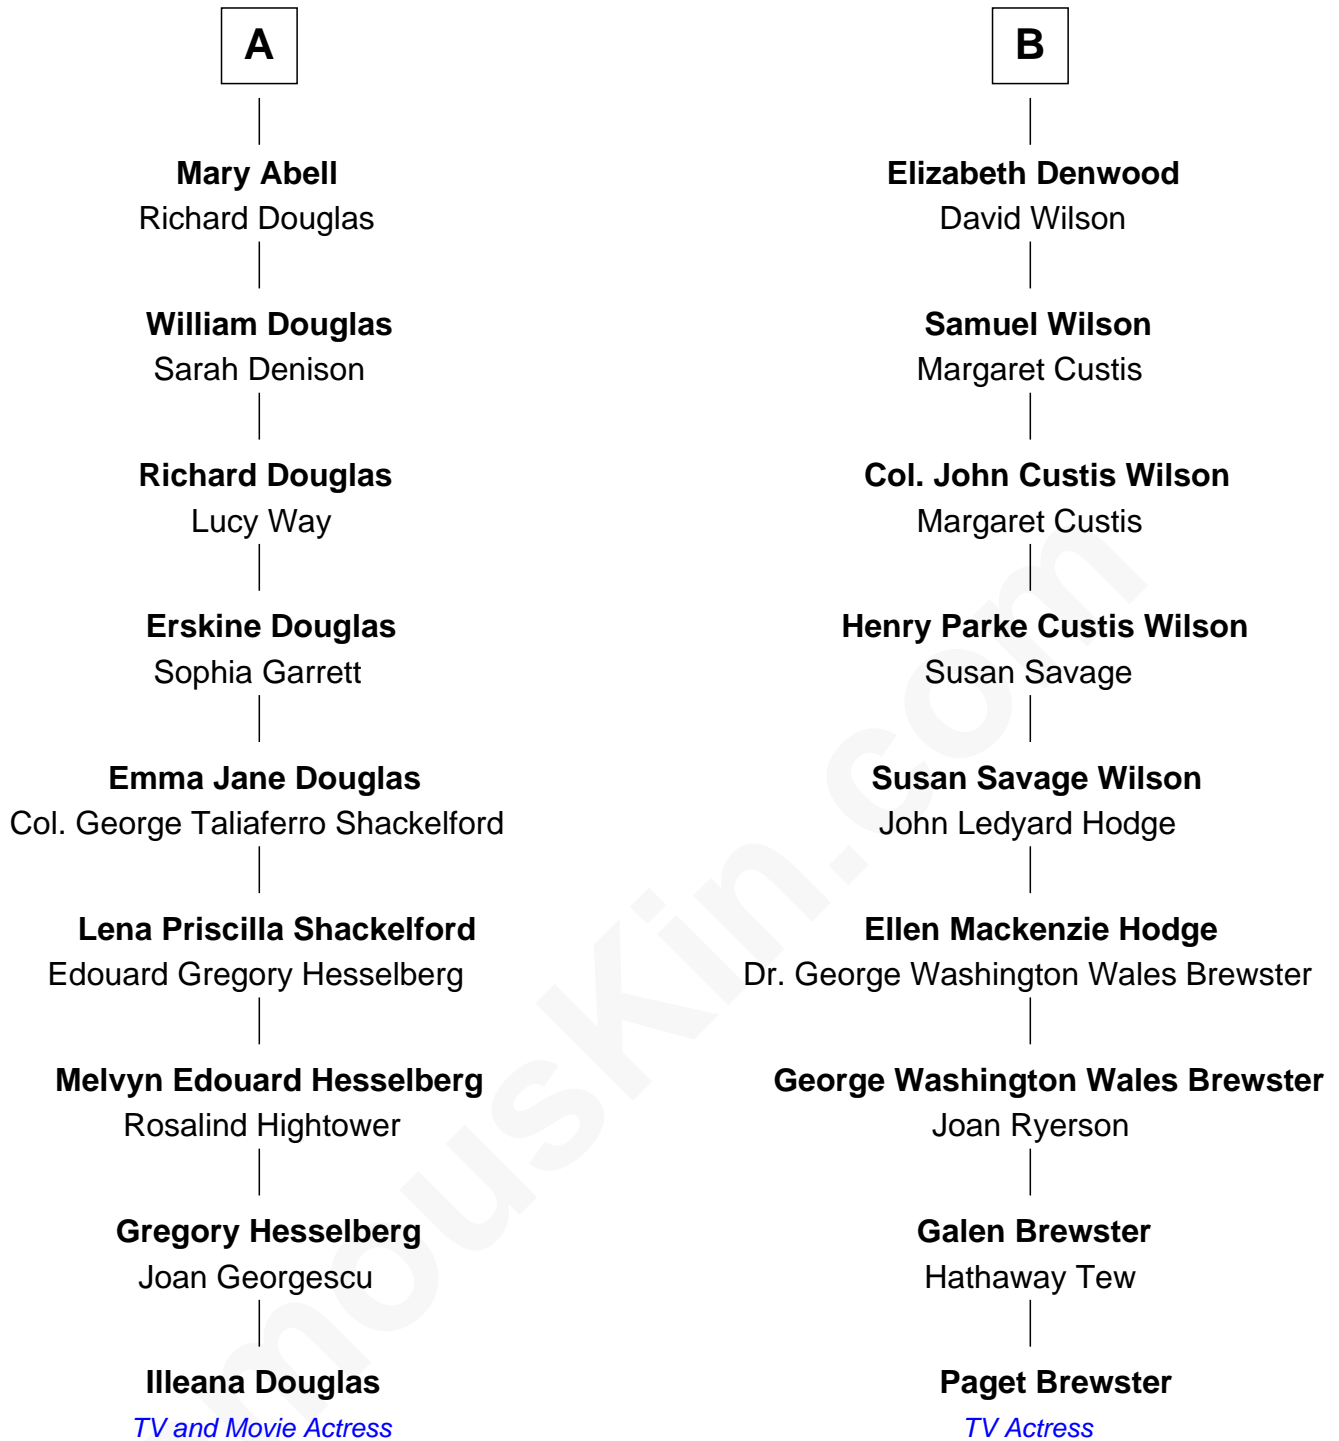 A
Mary Abell
Richard Douglas
William Douglas
Sarah Denison
Richard Douglas
Lucy Way
Erskine Douglas
Sophia Garrett
Emma Jane Douglas
Col. George Taliaferro Shackelford
Lena Priscilla Shackelford
Edouard Gregory Hesselberg
Melvyn Edouard Hesselberg
Rosalind Hightower
Gregory Hesselberg
Joan Georgescu
Illeana Douglas
TV and Movie Actress
B
Elizabeth Denwood
David Wilson
Samuel Wilson
Margaret Custis
Col. John Custis Wilson
Margaret Custis
Henry Parke Custis Wilson
Susan Savage
Susan Savage Wilson
John Ledyard Hodge
Ellen Mackenzie Hodge
Dr. George Washington Wales Brewster
George Washington Wales Brewster
Joan Ryerson
Galen Brewster
Hathaway Tew
Paget Brewster
TV Actress
mousKin.com